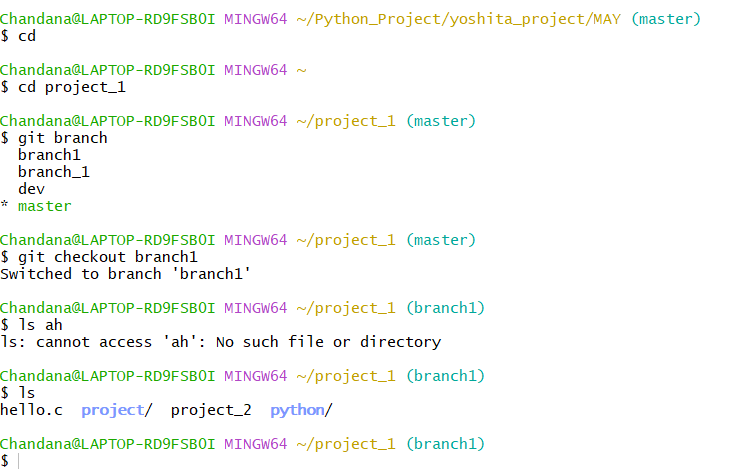 Chandana@LAPTOP-RD9FSB0I MINGW64 ~/Python_Project/yoshita_project/MAY (master)
$ cd
Chandana@LAPTOP-RD9FSB0I MINGW64 ~
$ cd project_1
Chandana@LAPTOP-RD9FSB0I MINGW64 ~/project_1 (master)
$ git branch
  branch1
  branch_1
  dev
* master
Chandana@LAPTOP-RD9FSB0I MINGW64 ~/project_1 (master)
$ git checkout branch1
Switched to branch 'branch1'
Chandana@LAPTOP-RD9FSB0I MINGW64 ~/project_1 (branch1)
$ ls ah
ls: cannot access 'ah': No such file or directory
Chandana@LAPTOP-RD9FSB0I MINGW64 ~/project_1 (branch1)
$ ls
hello.c  project/  project_2  python/
Chandana@LAPTOP-RD9FSB0I MINGW64 ~/project_1 (branch1)
$